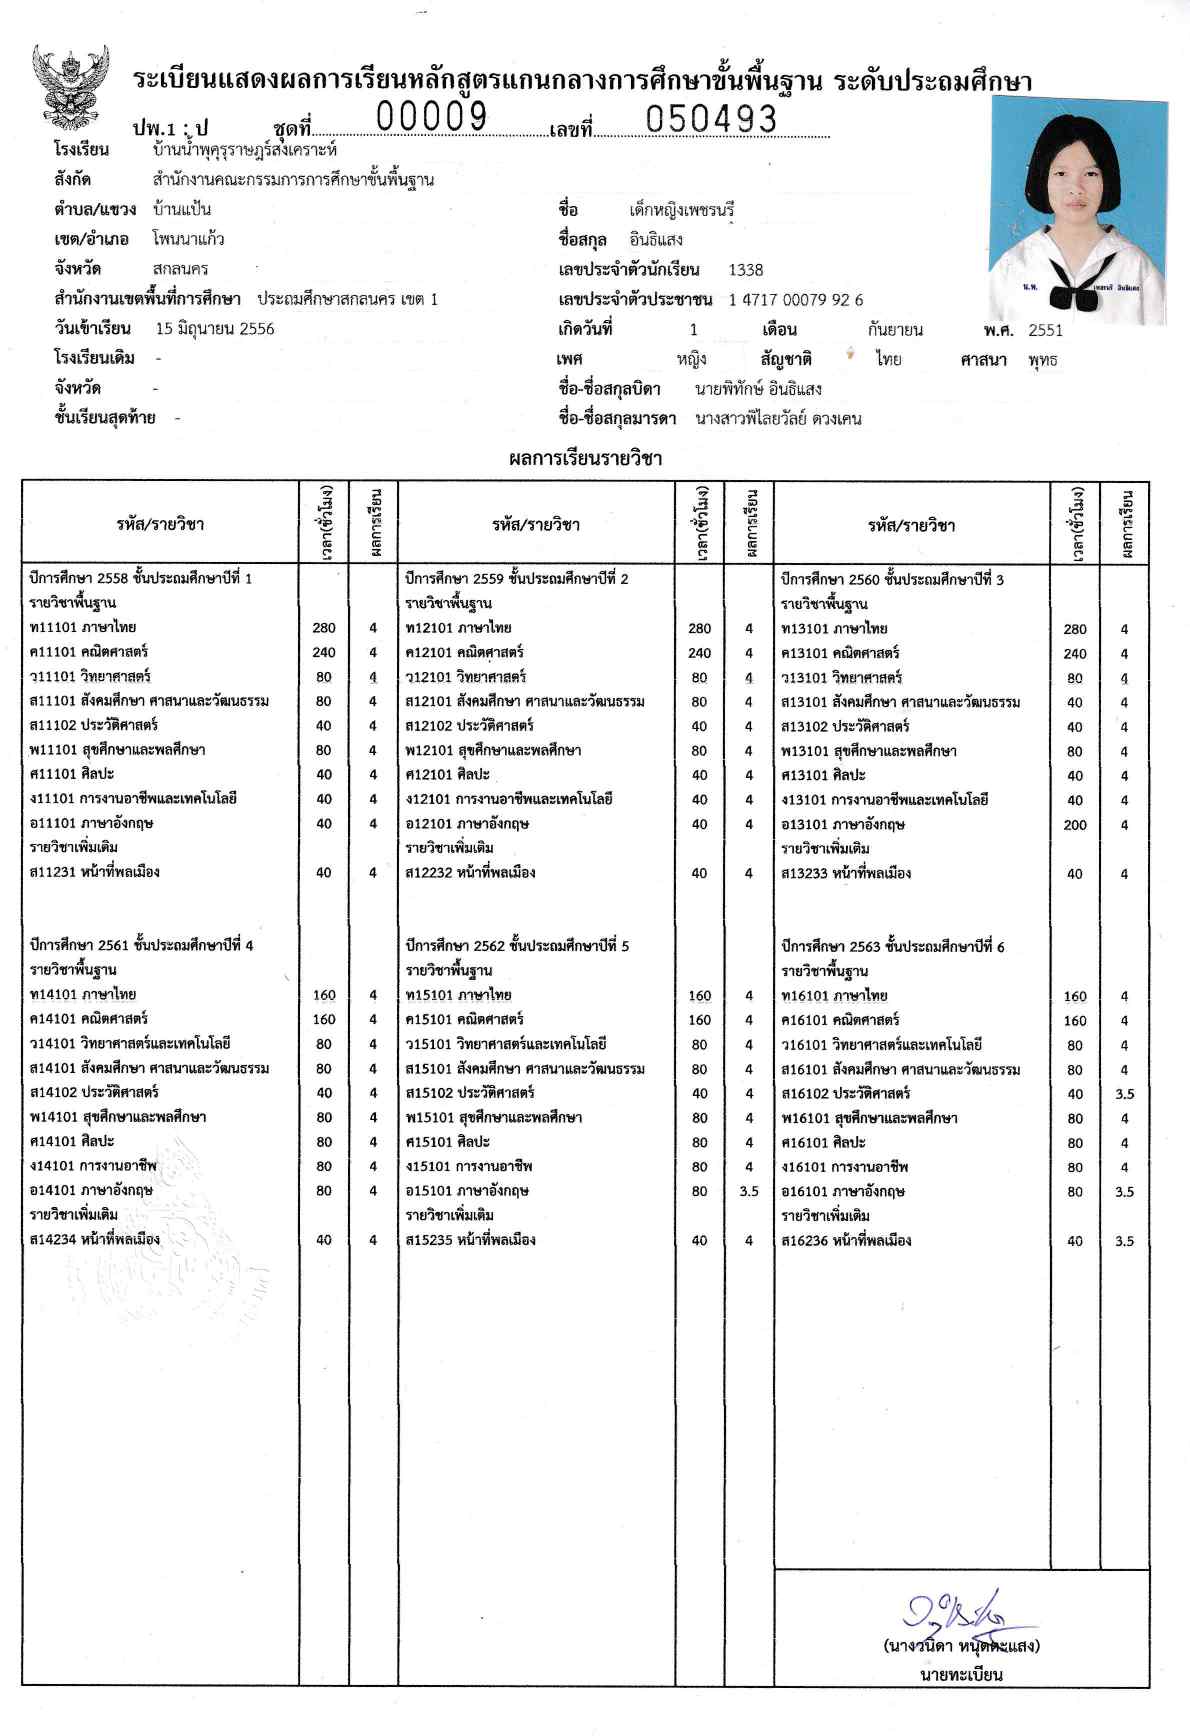 ระเบียนแสดงผลการเรียนหลักสูตรแกนกลางการศึกษาขั้นพื้นฐาน ระดับประถมศึกษา
ปพ.1 : ป ชุดที่ 00009 เลขที่ 050493
โรงเรียน บ้านน้ำพุคุรุราษฎร์สงเคราะห์
สังกัด สำนักงานคณะกรรมการการศึกษาขั้นพื้นฐาน
ตำบล/แขวง บ้านแป้น ชื่อ เด็กหญิงเพชรนรี
เขต/อำเภอ โพนนาแก้ว ชื่อสกุล อินธิแสง
จังหวัด สกลนคร เลขประจำตัวนักเรียน 1338
สำนักงานเขตพื้นที่การศึกษา ประถมศึกษาสกลนคร เขต 1 เลขประจำตัวประชาชน 1 4717 00079 92 6
วันเข้าเรียน 15 มิถุนายน 2556 เกิดวันที่ 1 เดือน กันยายน พ.ศ. 2551
โรงเรียนเดิม - เพศ หญิง สัญชาติ ไทย ศาสนา พุทธ
จังหวัด - ชื่อ-ชื่อสกุลบิดา นายพิทักษ์ อินธิแสง
ชั้นเรียนสุดท้าย - ชื่อ-ชื่อสกุลมารดา นางสาวพิไลยวัลย์ ดวงเคน
น.พ. เพชรนรี อินธิแสง
ผลการเรียนรายวิชา
รหัส/รายวิชา เวลา(ชั่วโมง) ผลการเรียน รหัส/รายวิชา เวลา(ชั่วโมง) ผลการเรียน รหัส/รายวิชา เวลา(ชั่วโมง) ผลการเรียน
ปีการศึกษา 2558 ชั้นประถมศึกษาปีที่ 1 ปีการศึกษา 2559 ชั้นประถมศึกษาปีที่ 2 ปีการศึกษา 2560 ชั้นประถมศึกษาปีที่ 3
รายวิชาพื้นฐาน รายวิชาพื้นฐาน รายวิชาพื้นฐาน
ท11101 ภาษาไทย 280 4 ท12101 ภาษาไทย 280 4 ท13101 ภาษาไทย 280 4
ค11101 คณิตศาสตร์ 240 4 ค12101 คณิตศาสตร์ 240 4 ค13101 คณิตศาสตร์ 240 4
ว11101 วิทยาศาสตร์ 80 4 ว12101 วิทยาศาสตร์ 80 4 ว13101 วิทยาศาสตร์ 80 4
ส11101 สังคมศึกษา ศาสนาและวัฒนธรรม 80 4 ส12101 สังคมศึกษา ศาสนาและวัฒนธรรม 80 4 ส13101 สังคมศึกษา ศาสนาและวัฒนธรรม 40 4
ส11102 ประวัติศาสตร์ 40 4 ส12102 ประวัติศาสตร์ 40 4 ส13102 ประวัติศาสตร์ 40 4
พ11101 สุขศึกษาและพลศึกษา 80 4 พ12101 สุขศึกษาและพลศึกษา 80 4 พ13101 สุขศึกษาและพลศึกษา 80 4
ศ11101 ศิลปะ 40 4 ศ12101 ศิลปะ 40 4 ศ13101 ศิลปะ 40 4
ง11101 การงานอาชีพและเทคโนโลยี 40 4 ง12101 การงานอาชีพและเทคโนโลยี 40 4 ง13101 การงานอาชีพและเทคโนโลยี 40 4
อ11101 ภาษาอังกฤษ 40 4 อ12101 ภาษาอังกฤษ 40 4 อ13101 ภาษาอังกฤษ 200 4
รายวิชาเพิ่มเติม รายวิชาเพิ่มเติม รายวิชาเพิ่มเติม
ส11231 หน้าที่พลเมือง 40 4 ส12232 หน้าที่พลเมือง 40 4 ส13233 หน้าที่พลเมือง 40 4
ปีการศึกษา 2561 ชั้นประถมศึกษาปีที่ 4 ปีการศึกษา 2562 ชั้นประถมศึกษาปีที่ 5 ปีการศึกษา 2563 ชั้นประถมศึกษาปีที่ 6
รายวิชาพื้นฐาน รายวิชาพื้นฐาน รายวิชาพื้นฐาน
ท14101 ภาษาไทย 160 4 ท15101 ภาษาไทย 160 4 ท16101 ภาษาไทย 160 4
ค14101 คณิตศาสตร์ 160 4 ค15101 คณิตศาสตร์ 160 4 ค16101 คณิตศาสตร์ 160 4
ว14101 วิทยาศาสตร์และเทคโนโลยี 80 4 ว15101 วิทยาศาสตร์และเทคโนโลยี 80 4 ว16101 วิทยาศาสตร์และเทคโนโลยี 80 4
ส14101 สังคมศึกษา ศาสนาและวัฒนธรรม 80 4 ส15101 สังคมศึกษา ศาสนาและวัฒนธรรม 80 4 ส16101 สังคมศึกษา ศาสนาและวัฒนธรรม 80 4
ส14102 ประวัติศาสตร์ 40 4 ส15102 ประวัติศาสตร์ 40 4 ส16102 ประวัติศาสตร์ 40 3.5
พ14101 สุขศึกษาและพลศึกษา 80 4 พ15101 สุขศึกษาและพลศึกษา 80 4 พ16101 สุขศึกษาและพลศึกษา 80 4
ศ14101 ศิลปะ 80 4 ศ15101 ศิลปะ 80 4 ศ16101 ศิลปะ 80 4
ง14101 การงานอาชีพ 80 4 ง15101 การงานอาชีพ 80 4 ง16101 การงานอาชีพ 80 4
อ14101 ภาษาอังกฤษ 80 4 อ15101 ภาษาอังกฤษ 80 3.5 อ16101 ภาษาอังกฤษ 80 3.5
รายวิชาเพิ่มเติม รายวิชาเพิ่มเติม รายวิชาเพิ่มเติม
ส14234 หน้าที่พลเมือง 40 4 ส15235 หน้าที่พลเมือง 40 4 ส16236 หน้าที่พลเมือง 40 3.5
(นางวนิดา หนุดตะแสง)
นายทะเบียน